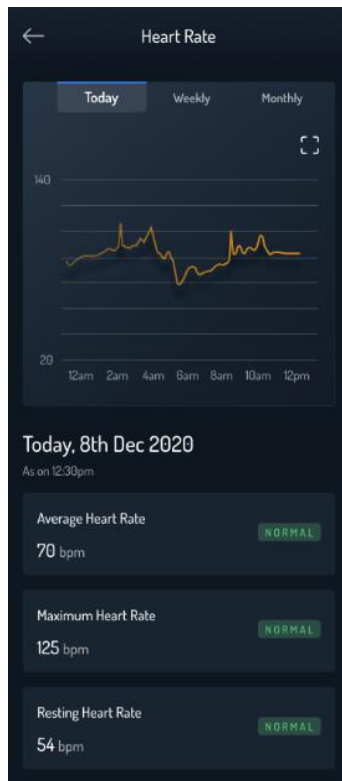 Heart Rate
Today Weekly Monthly
140
20
12am 2am 4am 6am 8am 10am 12pm
Today, 8th Dec 2020
As on 12:30pm
Average Heart Rate
NORMAL
70 bpm
Maximum Heart Rate
NORMAL
125 bpm
Resting Heart Rate
NORMAL
54 bpm